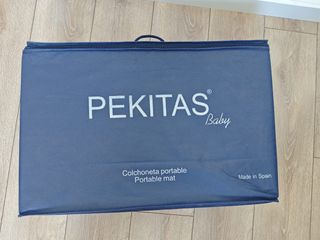 PEKITAS®
Baby
Colchoneta portable
Portable mat
Made in Spain